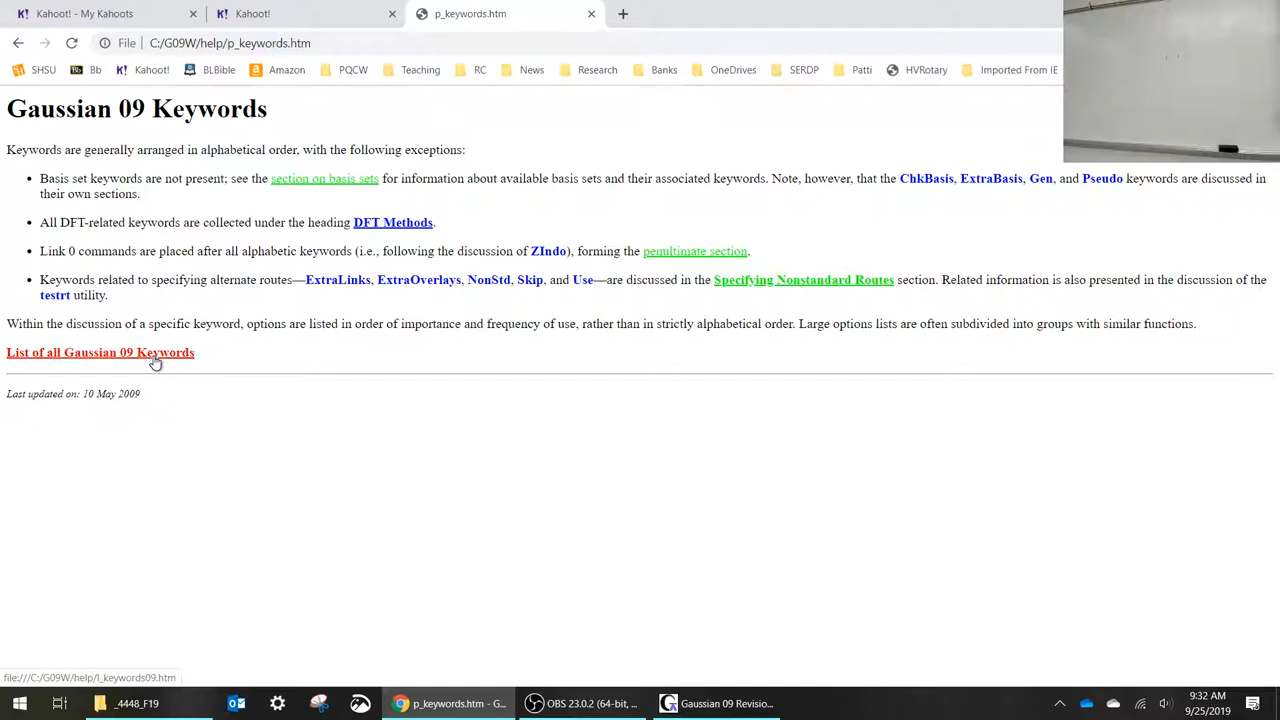 Kahoot! - My Kahoots
Kahoot!
p_keywords.htm
File | C:/G09W/help/p_keywords.htm
SHSU
Bb
Kahoot!
BLBible
Amazon
PQCW
Teaching
RC
News
Research
Banks
OneDrives
SERDP
Patti
HVRotary
Imported From IE
Gaussian 09 Keywords
Keywords are generally arranged in alphabetical order, with the following exceptions:
• Basis set keywords are not present; see the section on basis sets for information about available basis sets and their associated keywords. Note, however, that the ChkBasis, ExtraBasis, Gen, and Pseudo keywords are discussed in
their own sections.
• All DFT-related keywords are collected under the heading DFT Methods.
• Link 0 commands are placed after all alphabetic keywords (i.e., following the discussion of ZIndo), forming the penultimate section.
• Keywords related to specifying alternate routes—ExtraLinks, ExtraOverlays, NonStd, Skip, and Use—are discussed in the Specifying Nonstandard Routes section. Related information is also presented in the discussion of the
testrt utility.
Within the discussion of a specific keyword, options are listed in order of importance and frequency of use, rather than in strictly alphabetical order. Large options lists are often subdivided into groups with similar functions.
List of all Gaussian 09 Keywords
Last updated on: 10 May 2009
file:///C:/G09W/help/l_keywords09.htm
_4448_F19
p_keywords.htm - G...
OBS 23.0.2 (64-bit, ...
Gaussian 09 Revisio...
9:32 AM
9/25/2019